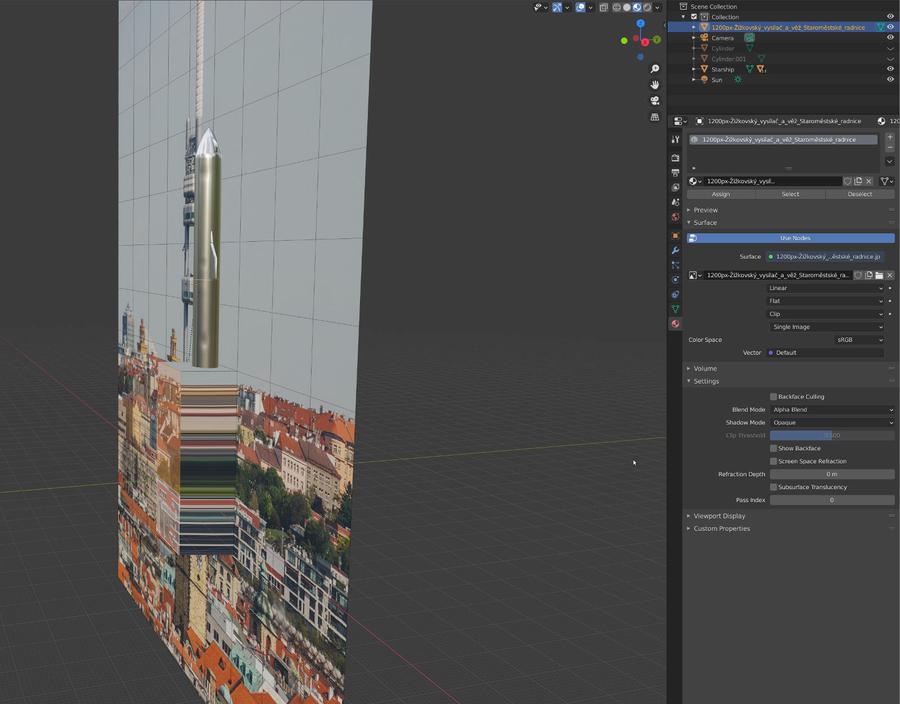 Scene Collection
Collection
1200px-Žižkovský_vysílač_a_věž_Staroměstské_radnice
Camera
Cylinder
Cylinder.001
Starship
Sun
1200px-Žižkovský_vysílač_a_věž_Staroměstské_radnice
120
1200px-Žižkovský_vysílač_a_věž_Staroměstské_radnice
1200px-Žižkovský_vysíl...
Assign Select Deselect
Preview
Surface
Use Nodes
Surface 1200px-Žižkovský_...ěstské_radnice.jp
1200px-Žižkovský_vysílač_a_věž_Staroměstské_ra...
Linear
Flat
Clip
Single Image
Color Space sRGB
Vector Default
Volume
Settings
Backface Culling
Blend Mode Alpha Blend
Shadow Mode Opaque
Clip Threshold
Show Backface
Screen Space Refraction
Refraction Depth 0 m
Subsurface Translucency
Pass Index 0
Viewport Display
Custom Properties